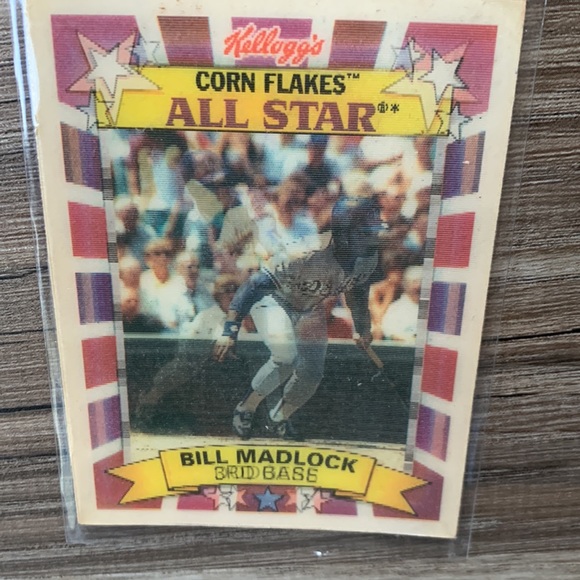 Kellogg's
CORN FLAKES™
ALL STAR®*
BILL MADLOCK
3RD BASE